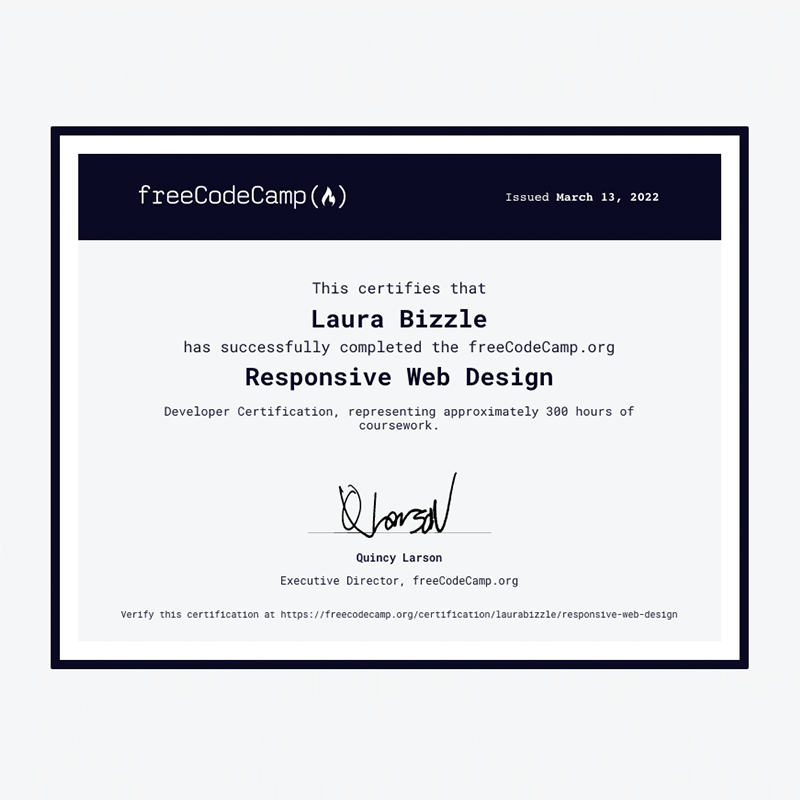 freeCodeCamp(🔥)
Issued March 13, 2022
This certifies that
Laura Bizzle
has successfully completed the freeCodeCamp.org
Responsive Web Design
Developer Certification, representing approximately 300 hours of
coursework.
Q Larson
Quincy Larson
Executive Director, freeCodeCamp.org
Verify this certification at https://freecodecamp.org/certification/laurabizzle/responsive-web-design